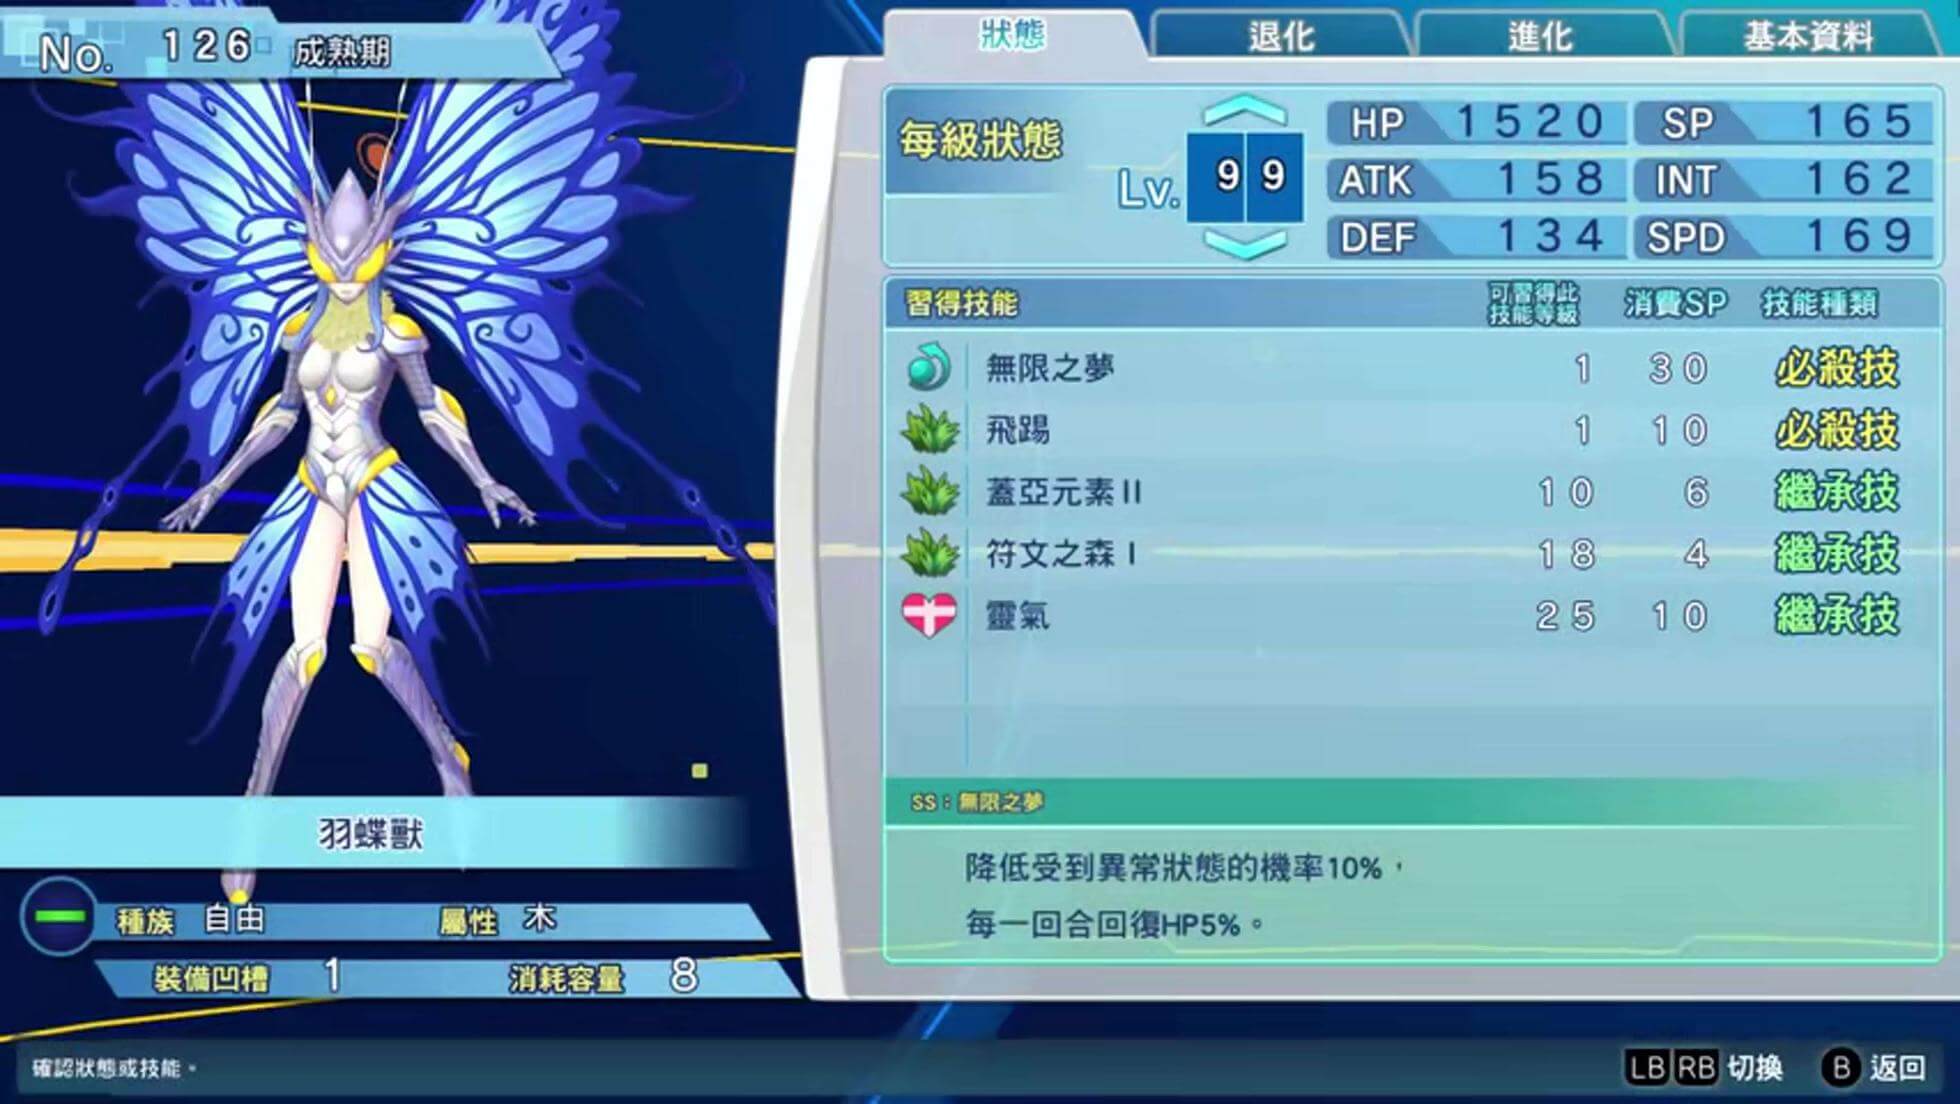 No. 126 成熟期
狀態 退化 進化 基本資料
每級狀態
Lv. 99
HP 1520 SP 165
ATK 158 INT 162
DEF 134 SPD 169
習得技能 可習得此技能等級 消費SP 技能種類
無限之夢 1 30 必殺技
飛踢 1 10 必殺技
蓋亞元素II 10 6 繼承技
符文之森 I 18 4 繼承技
靈氣 25 10 繼承技
SS：無限之夢
降低受到異常狀態的機率10%，
每一回合回復HP5%。
羽蝶獸
種族 自由 屬性 木
裝備凹槽 1 消耗容量 8
確認狀態或技能。
LB RB 切換 B 返回